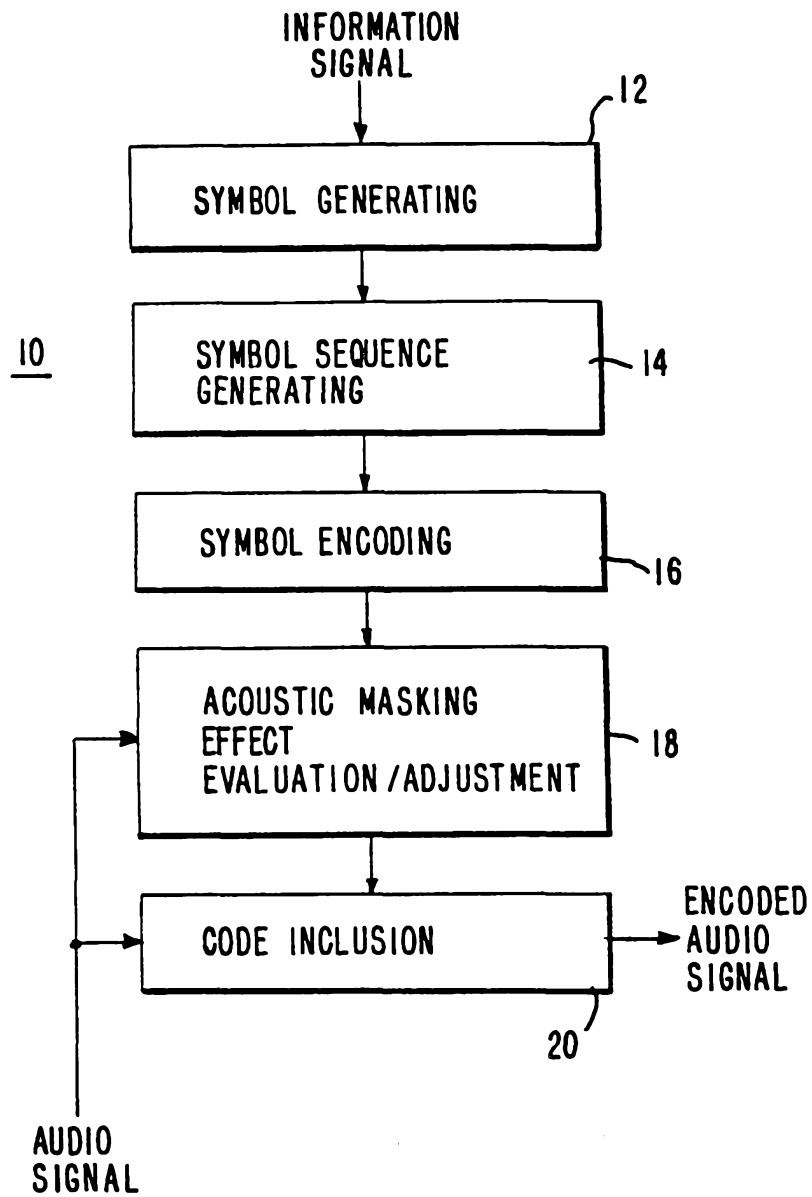 INFORMATION
SIGNAL
12
SYMBOL GENERATING
10
SYMBOL SEQUENCE
GENERATING
14
SYMBOL ENCODING
16
ACOUSTIC MASKING
EFFECT
EVALUATION/ADJUSTMENT
18
CODE INCLUSION
ENCODED
AUDIO
SIGNAL
20
AUDIO
SIGNAL